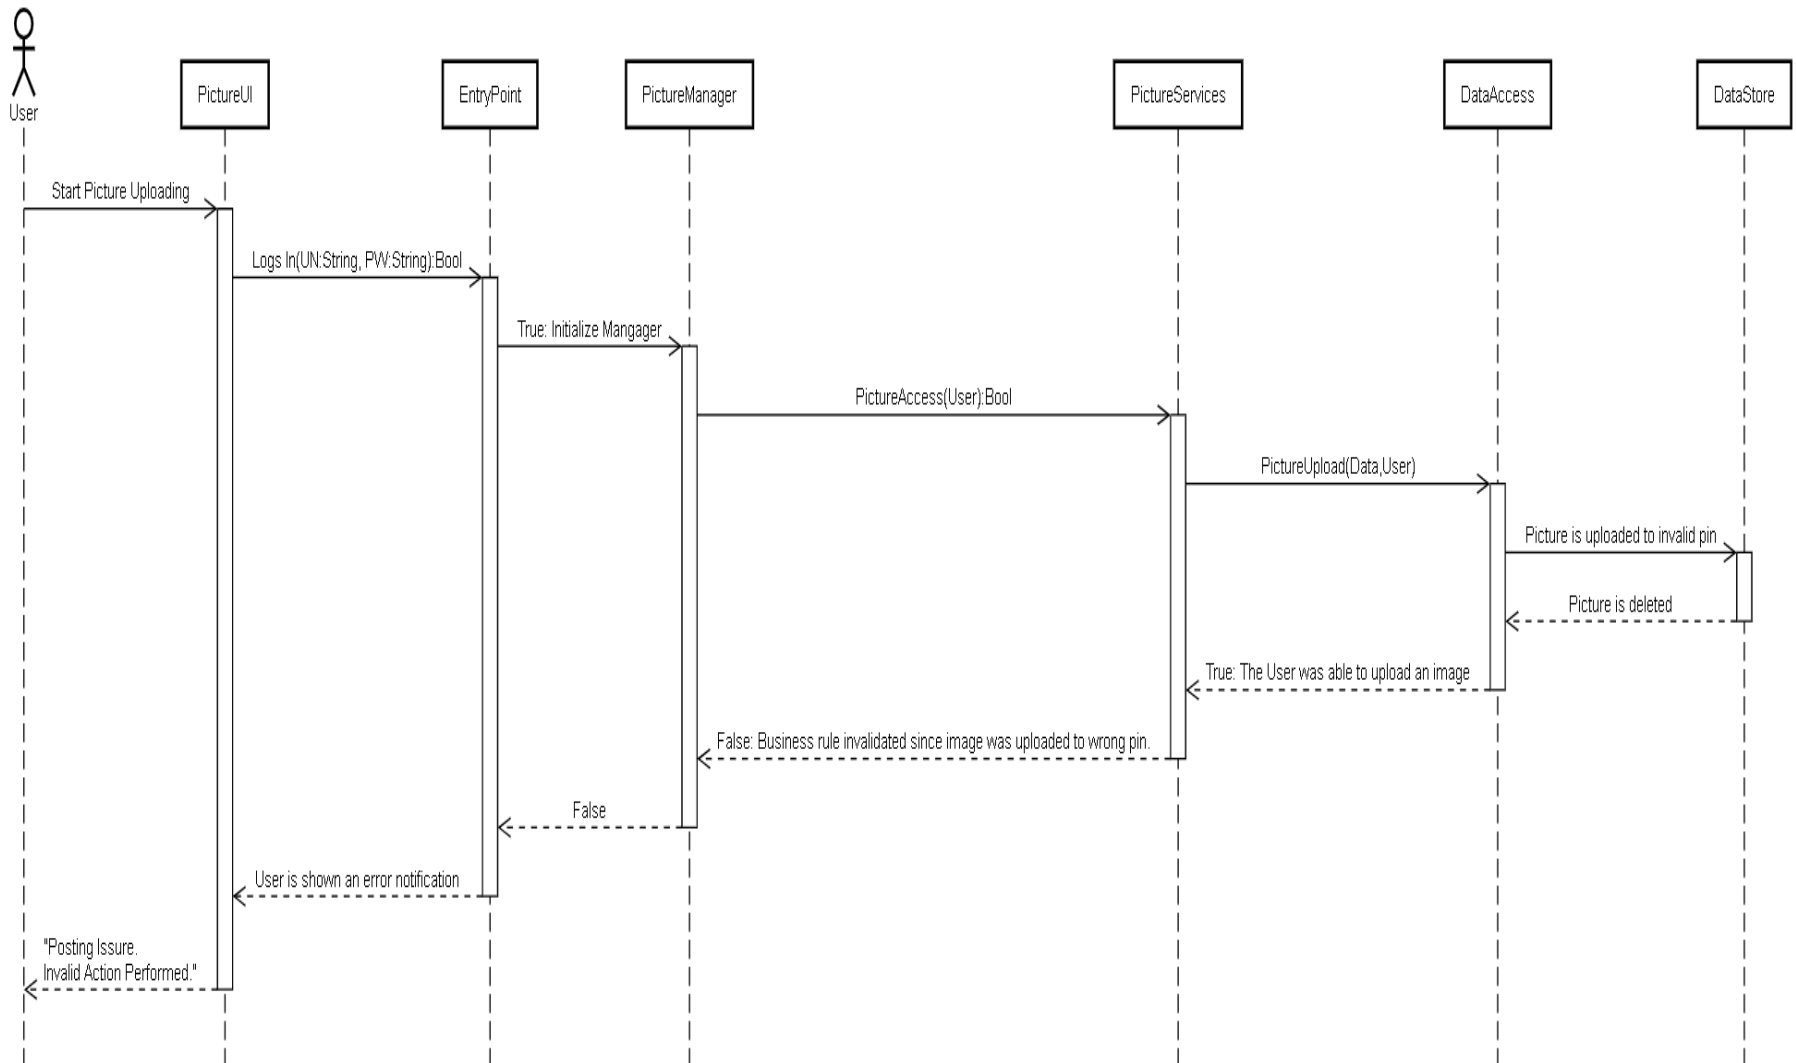 User
PictureUI
EntryPoint
PictureManager
PictureServices
DataAccess
DataStore
Start Picture Uploading
Logs In(UN:String, PW:String):Bool
True: Initialize Mangager
PictureAccess(User):Bool
PictureUpload(Data,User)
Picture is uploaded to invalid pin
Picture is deleted
True: The User was able to upload an image
False: Business rule invalidated since image was uploaded to wrong pin.
False
User is shown an error notification
"Posting Issure.
Invalid Action Performed."